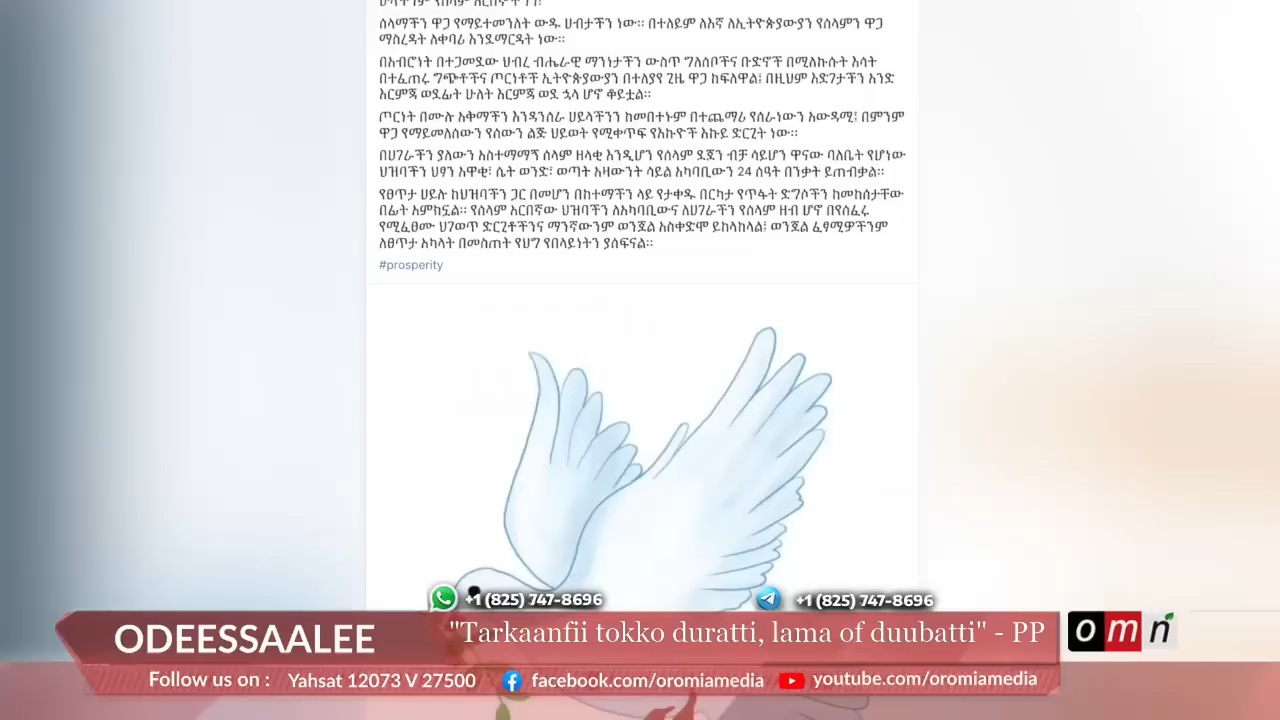 ሰላማችን ዋጋ የማይተመንለት ውዱ ሀብታችን ነው። በተለይም ለእኛ ለኢትዮጵያውያን የሰላምን ዋጋ
ማስረዳት ለቀባሪ እንደማርዳት ነው።
በአብሮነት በተጋመደው ህብረ ብሔራዊ ማንነታችን ውስጥ ግለሰቦችና ቡድኖች በሚለኩሱት እሳት
በተፈጠሩ ግጭቶችና ጦርነቶች ኢትዮጵያውያን በተለያየ ጊዜ ዋጋ ከፍለዋል፤ በዚህም እድገታችን አንድ
እርምጃ ወደፊት ሁለት እርምጃ ወደ ኋላ ሆኖ ቆይቷል።
ጦርነት በሙሉ አቅማችን እንዳንሰራ ሀይላችንን ከመበተኑም በተጨማሪ የሰራነውን አውዳሚ፤ በምንም
ዋጋ የማይመለሰውን የሰውን ልጅ ህይወት የሚቀጥፍ የእኩዮች እኩይ ድርጊት ነው።
በሀገራችን ያለውን አስተማማኝ ሰላም ዘላቂ እንዲሆን የሰላም ደጀን ብቻ ሳይሆን ዋናው ባለቤት የሆነው
ህዝባችን ህፃን አዋቂ፣ ሴት ወንድ፣ ወጣት አዛውንት ሳይል አካባቢውን 24 ሰዓት በንቃት ይጠብቃል።
የፀጥታ ሀይሉ ከህዝባችን ጋር በመሆን በከተማችን ላይ የታቀዱ በርካታ የጥፋት ድግሶችን ከመከሰታቸው
በፊት አምክኗል። የሰላም አርበኛው ህዝባችን ለአካባቢውና ለሀገራችን የሰላም ዘብ ሆኖ በየሰፈሩ
የሚፈፀሙ ህገወጥ ድርጊቶችንና ማንኛውንም ወንጀል አስቀድሞ ይከላከላል፤ ወንጀል ፈፃሚዎችንም
ለፀጥታ አካላት በመስጠት የህግ የበላይነትን ያሰፍናል።
#prosperity
+1 (825) 747-8696
+1 (825) 747-8696
ODEESSAALEE
"Tarkaanfii tokko duratti, lama of duubatti" - PP
omn
Follow us on : Yahsat 12073 V 27500 facebook.com/oromiamedia youtube.com/oromiamedia